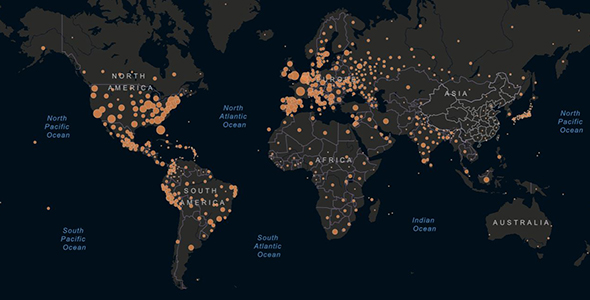 NORTH
AMERICA
EUROPE
ASIA
North
Pacific
Ocean
North
Atlantic
Ocean
North
Pacific
Ocean
AFRICA
SOUTH
AMERICA
AUSTRALIA
Indian
Ocean
South
Pacific
Ocean
South
Atlantic
Ocean